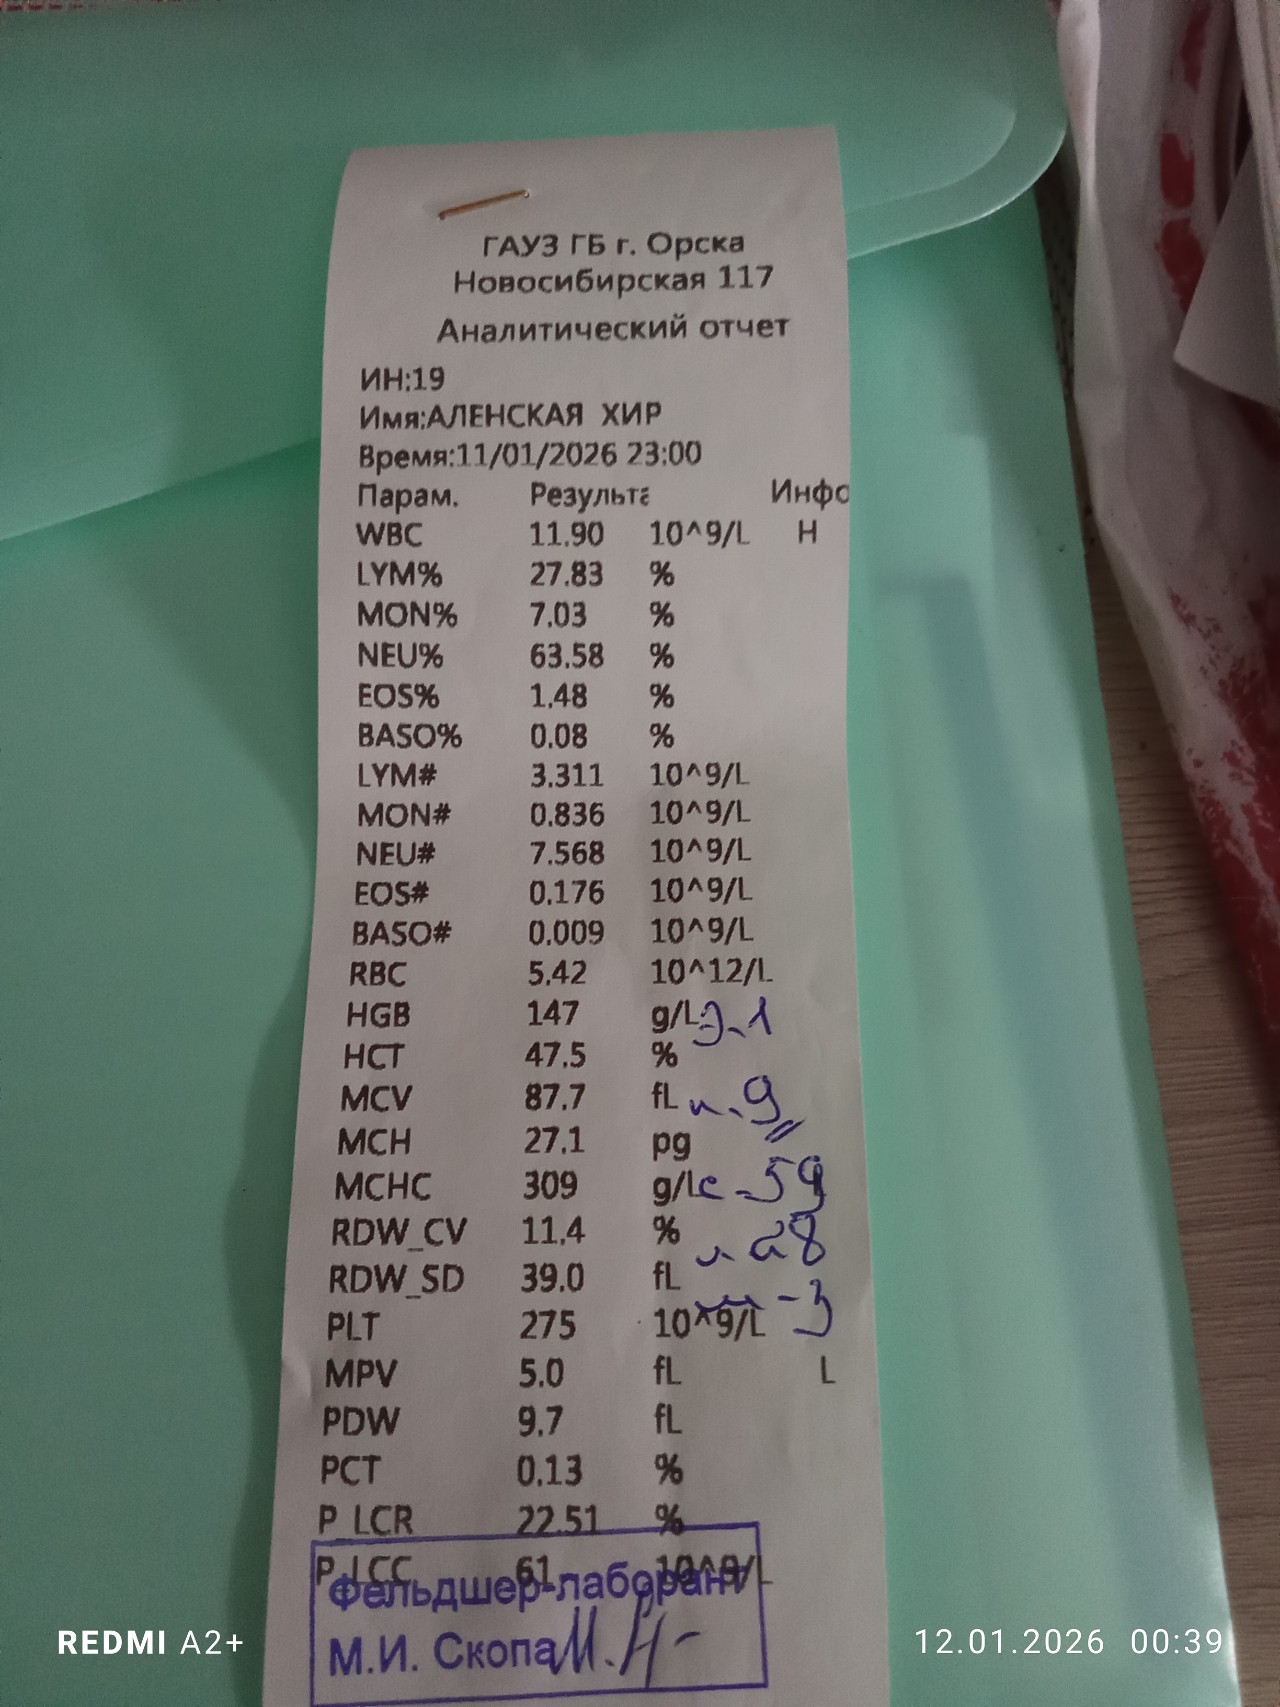 ГАУЗ ГБ г. Орска
Новосибирская 117
Аналитический отчет
ИН:19
Имя:АЛЕНСКАЯ ХИР
Время:11/01/2026 23:00
Парам. Результа Инфо
WBC 11.90 10^9/L H
LYM% 27.83 %
MON% 7.03 %
NEU% 63.58 %
EOS% 1.48 %
BASO% 0.08 %
LYM# 3.311 10^9/L
MON# 0.836 10^9/L
NEU# 7.568 10^9/L
EOS# 0.176 10^9/L
BASO# 0.009 10^9/L
RBC 5.42 10^12/L
HGB 147 g/L э-1
HCT 47.5 %
MCV 87.7 fL п-9
MCH 27.1 pg
MCHC 309 g/L с-59
RDW_CV 11.4 %
л 28
RDW_SD 39.0 fL
м-3
PLT 275 10^9/L
MPV 5.0 fL L
PDW 9.7 fL
PCT 0.13 %
P_LCR 22.51 %
P_LCC 61 10^9/L
Фельдшер-лаборант
М.И. Скопа
REDMI A2+ 12.01.2026 00:39